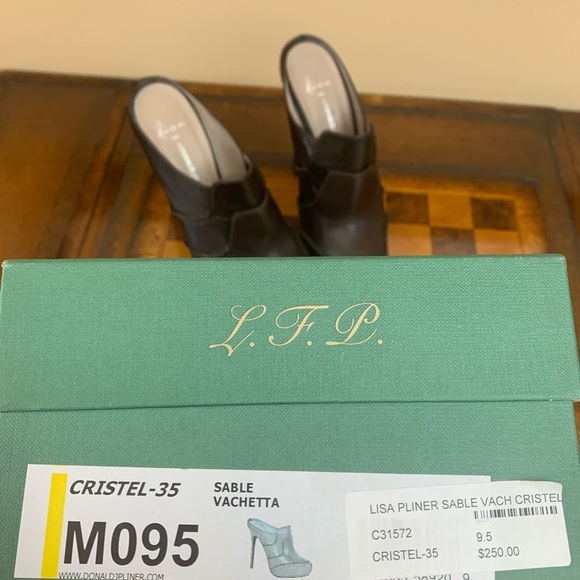 Lisa
L.F.P.
CRISTEL-35 SABLE VACHETTA
M095
WWW.DONALDJPLINER.COM
LISA PLINER SABLE VACH CRISTEL
C31572 9.5
CRISTEL-35 $250.00